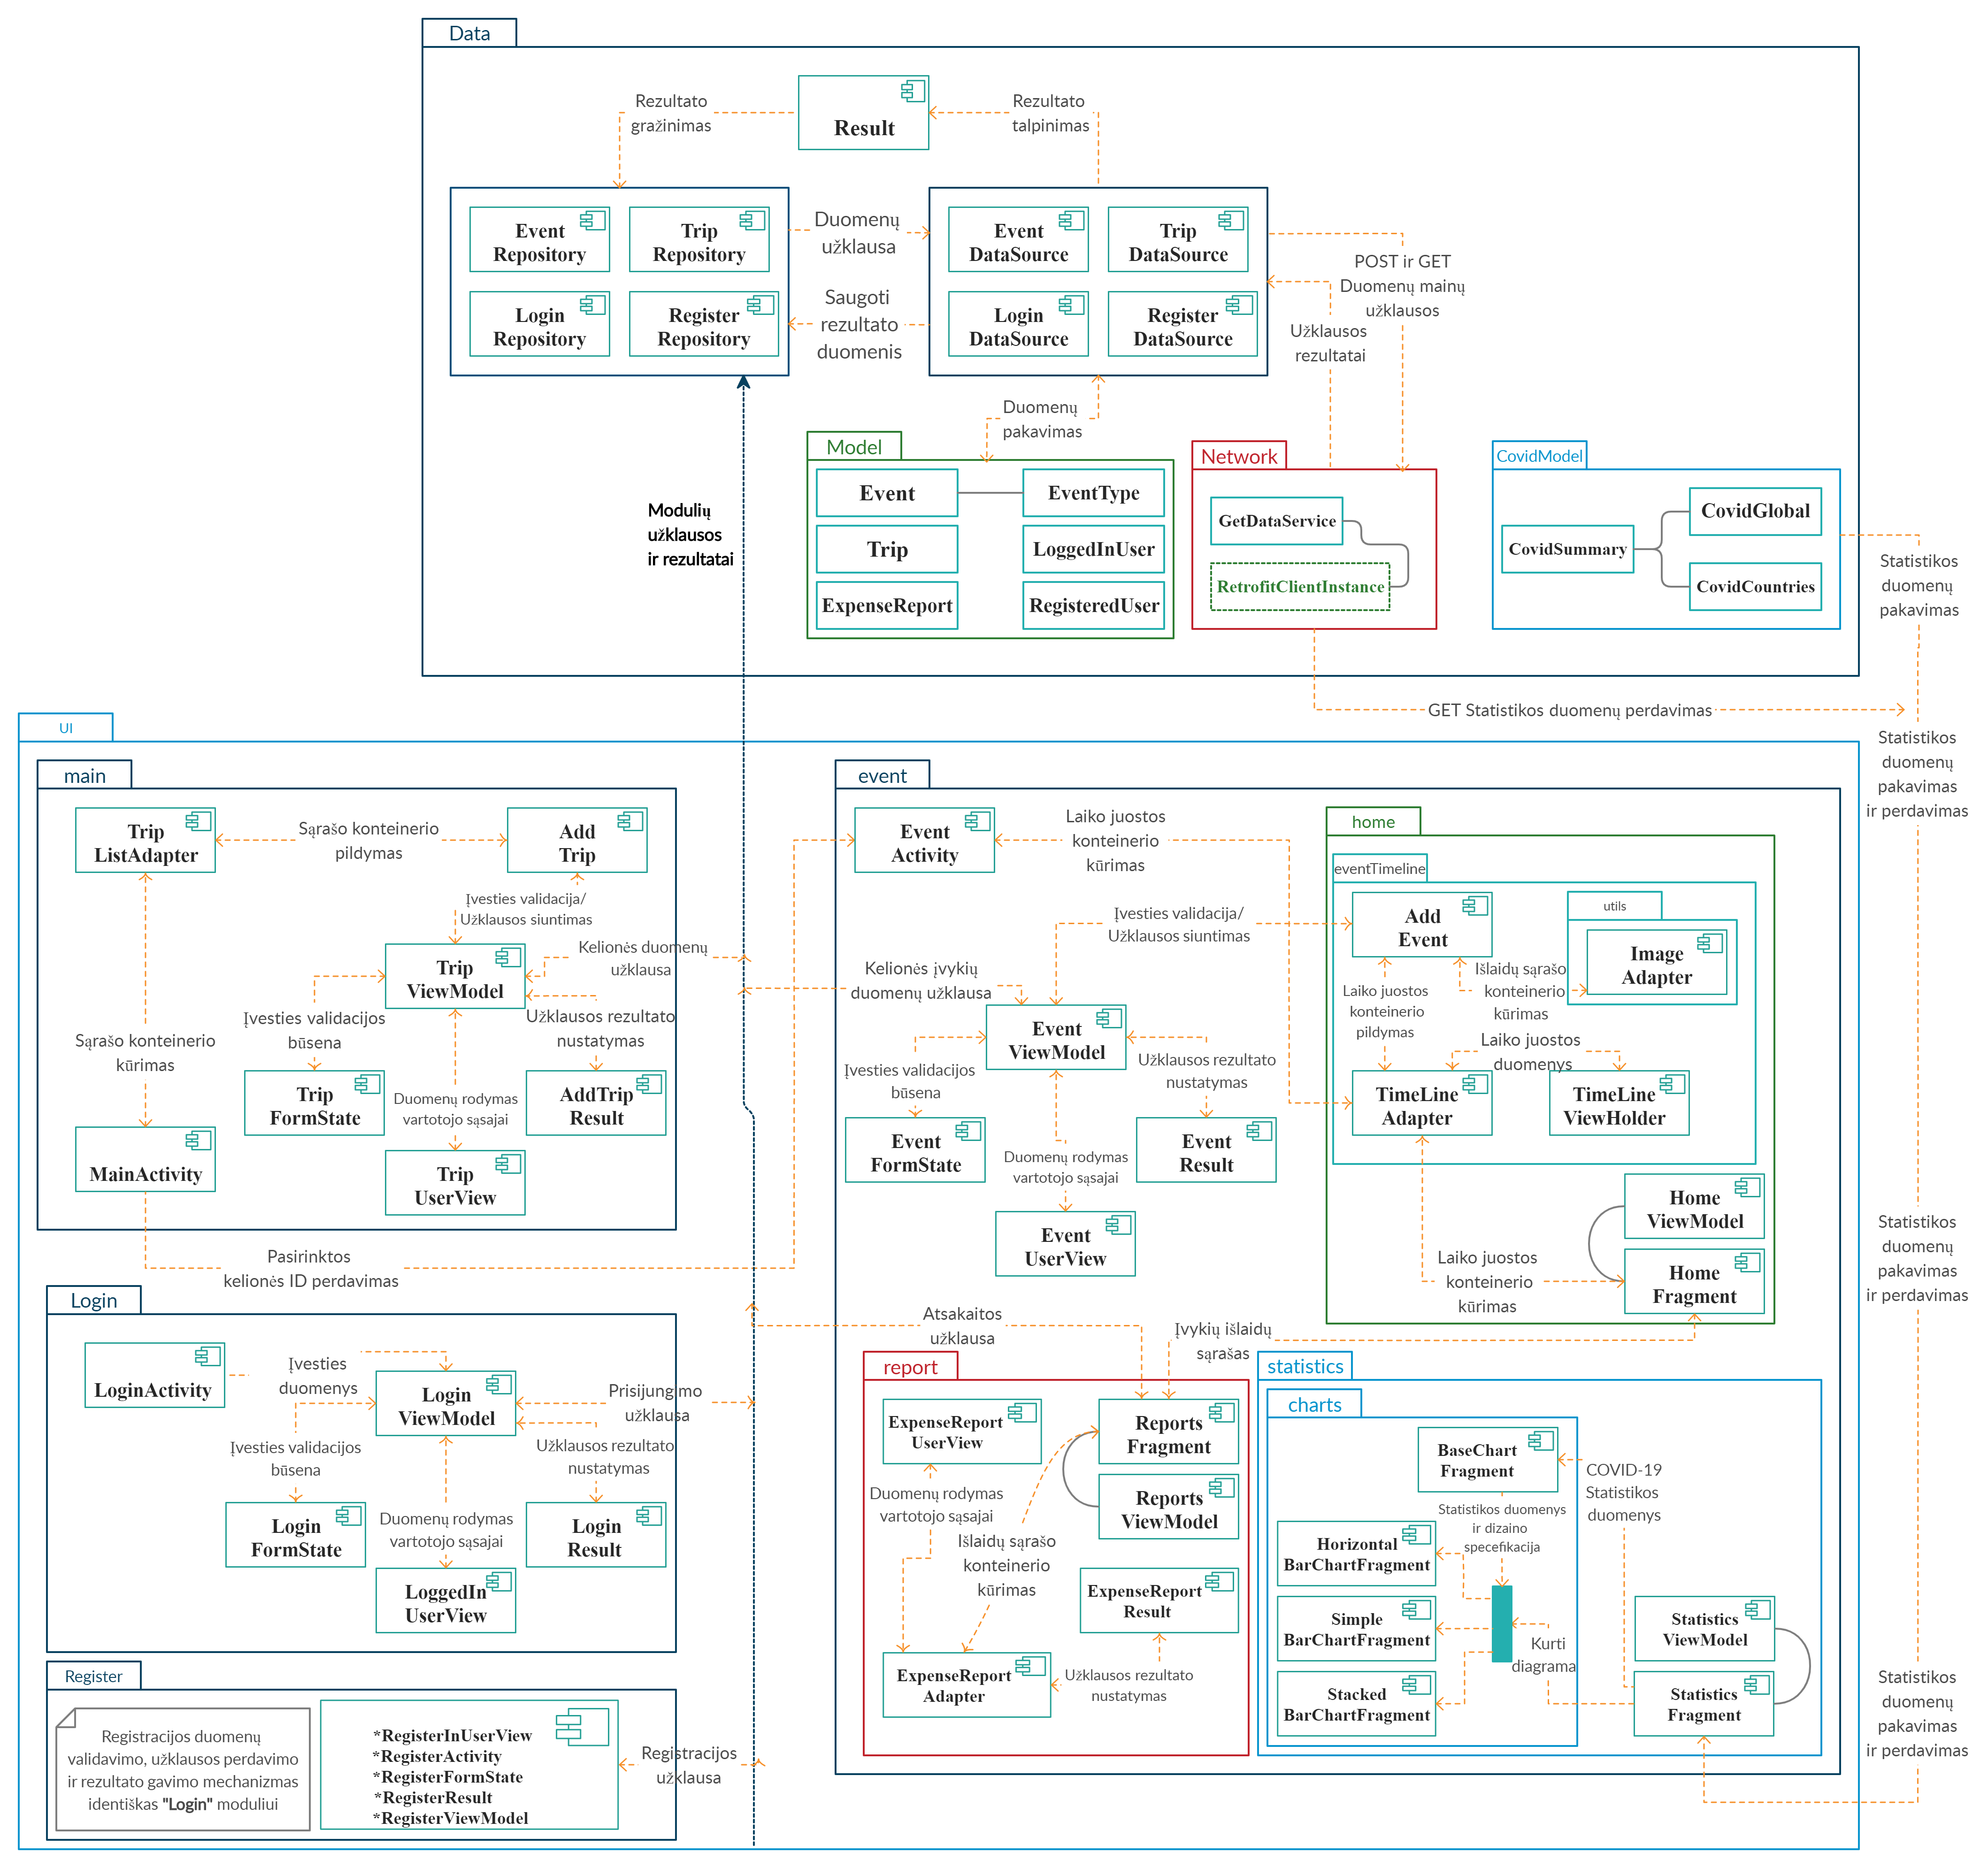 Data
Rezultato
gražinimas
Result
Rezultato
talpinimas
Event
Repository
Trip
Repository
Login
Repository
Register
Repository
Duomenų
užklausa
Saugoti
rezultato
duomenis
Event
DataSource
Trip
DataSource
Login
DataSource
Register
DataSource
POST ir GET
Duomenų mainų
užklausos
Užklausos
rezultatai
Duomenų
pakavimas
Model
Event
EventType
Trip
LoggedInUser
ExpenseReport
RegisteredUser
Network
GetDataService
RetrofitClientInstance
CovidModel
CovidSummary
CovidGlobal
CovidCountries
Modulių
užklausos
ir rezultatai
Statistikos
duomenų
pakavimas
GET Statistikos duomenų perdavimas
Statistikos
duomenų
pakavimas
ir perdavimas
UI
main
Trip
ListAdapter
Sąrašo konteinerio
pildymas
Add
Trip
Įvesties validacija/
Užklausos siuntimas
Trip
ViewModel
Kelionės duomenų
užklausa
Įvesties validacijos
būsena
Užklausos rezultato
nustatymas
Sąrašo konteinerio
kūrimas
Trip
FormState
Duomenų rodymas
vartotojo sąsajai
AddTrip
Result
MainActivity
Trip
UserView
Pasirinktos
kelionės ID perdavimas
event
Event
Activity
Laiko juostos
konteinerio
kūrimas
Įvesties validacija/
Užklausos siuntimas
Kelionės įvykių
duomenų užklausa
Event
ViewModel
Įvesties validacijos
būsena
Užklausos rezultato
nustatymas
Event
FormState
Duomenų rodymas
vartotojo sąsajai
Event
Result
Event
UserView
home
eventTimeline
Add
Event
utils
Image
Adapter
Išlaidų sąrašo
konteinerio
kūrimas
Laiko juostos
konteinerio
pildymas
Laiko juostos
duomenys
TimeLine
Adapter
TimeLine
ViewHolder
Home
ViewModel
Laiko juostos
konteinerio
kūrimas
Home
Fragment
Statistikos
duomenų
pakavimas
ir perdavimas
Login
LoginActivity
Įvesties
duomenys
Login
ViewModel
Prisijungimo
užklausa
Įvesties validacijos
būsena
Užklausos rezultato
nustatymas
Login
FormState
Duomenų rodymas
vartotojo sąsajai
Login
Result
LoggedIn
UserView
Atsakaitos
užklausa
Įvykių išlaidų
sąrašas
report
ExpenseReport
UserView
Reports
Fragment
Duomenų rodymas
vartotojo sąsajai
Reports
ViewModel
Išlaidų sąrašo
konteinerio
kūrimas
ExpenseReport
Result
ExpenseReport
Adapter
Užklausos rezultato
nustatymas
statistics
charts
BaseChart
Fragment
COVID-19
Statistikos
duomenys
Statistikos duomenys
ir dizaino
specefikacija
Horizontal
BarChartFragment
Simple
BarChartFragment
Stacked
BarChartFragment
Kurti
diagrama
Statistics
ViewModel
Statistics
Fragment
Statistikos
duomenų
pakavimas
ir perdavimas
Register
Registracijos duomenų
validavimo, užklausos perdavimo
ir rezultato gavimo mechanizmas
identiškas "Login" moduliui
*RegisterInUserView
*RegisterActivity
*RegisterFormState
*RegisterResult
*RegisterViewModel
Registracijos
užklausa